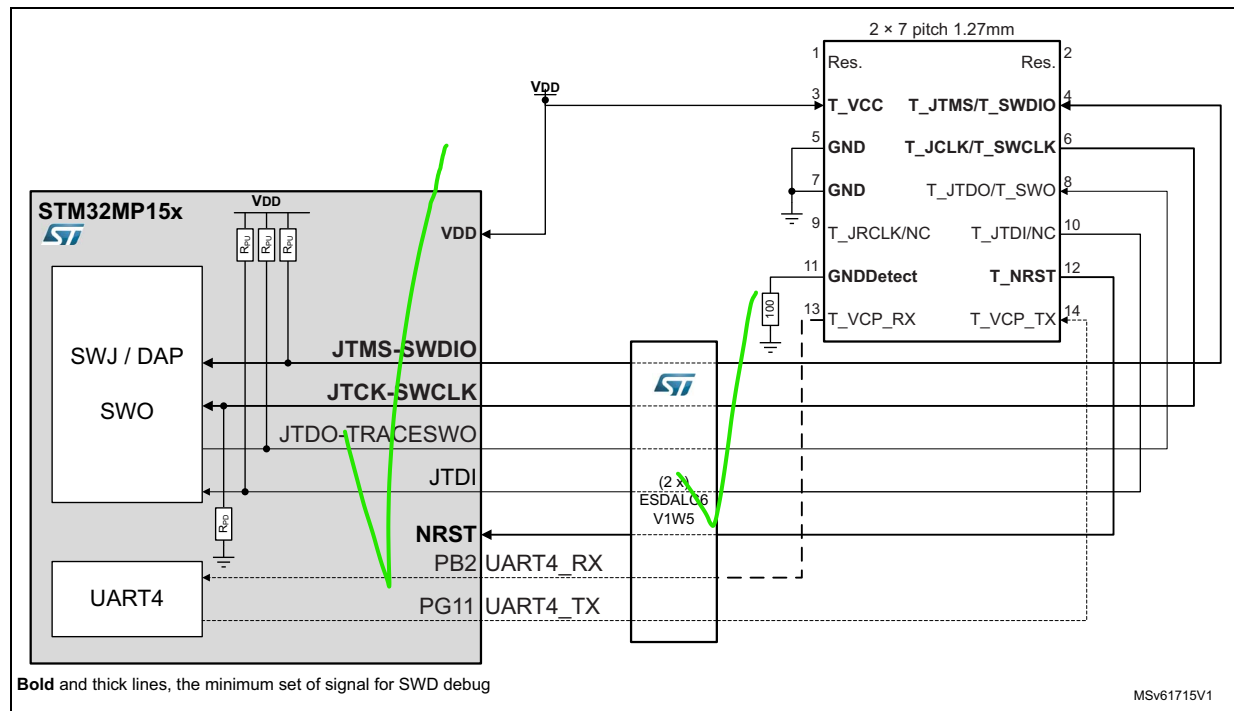 2 × 7 pitch 1.27mm
1 Res. Res. 2
VDD
3 T_VCC T_JTMS/T_SWDIO 4
5 GND T_JCLK/T_SWCLK 6
7 GND T_JTDO/T_SWO 8
9 T_JRCLK/NC T_JTDI/NC 10
11 GNDDetect T_NRST 12
13 T_VCP_RX T_VCP_TX 14
100
STM32MP15x
ST
VDD
VDD
RPU RPU RPU
SWJ / DAP
SWO
JTMS-SWDIO
JTCK-SWCLK
JTDO-TRACESWO
JTDI
RPD
NRST
ST
(2 x)
ESDALC6
V1W5
UART4
PB2 UART4_RX
PG11 UART4_TX
Bold and thick lines, the minimum set of signal for SWD debug
MSv61715V1